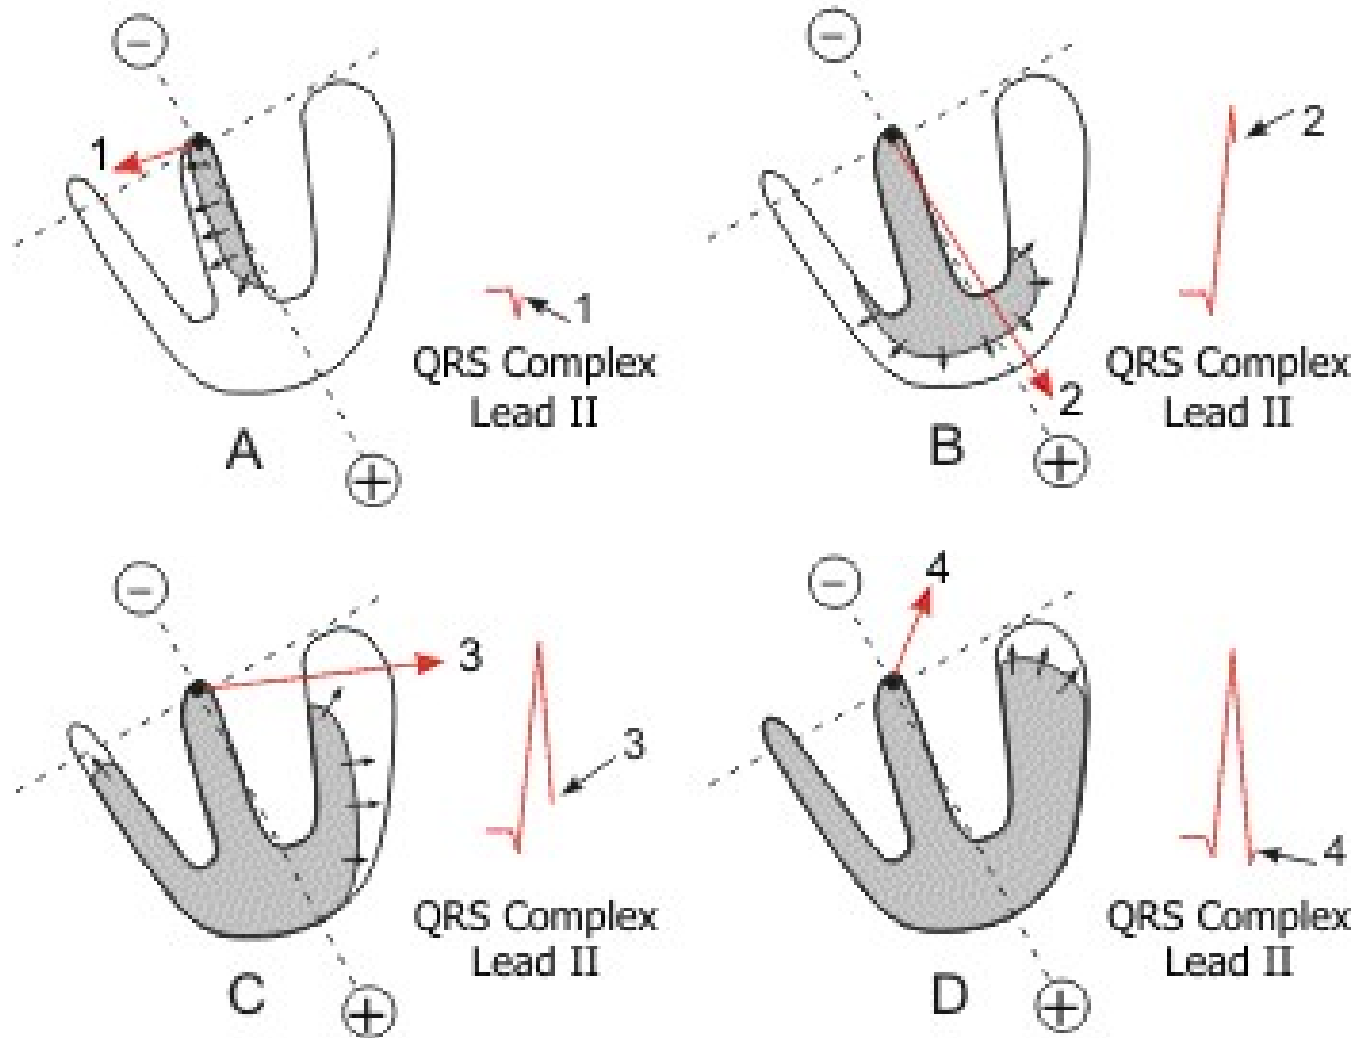 −
1
1
QRS Complex
Lead II
A
+
−
2
2
QRS Complex
Lead II
B
+
−
3
3
QRS Complex
Lead II
C
+
−
4
4
QRS Complex
Lead II
D
+